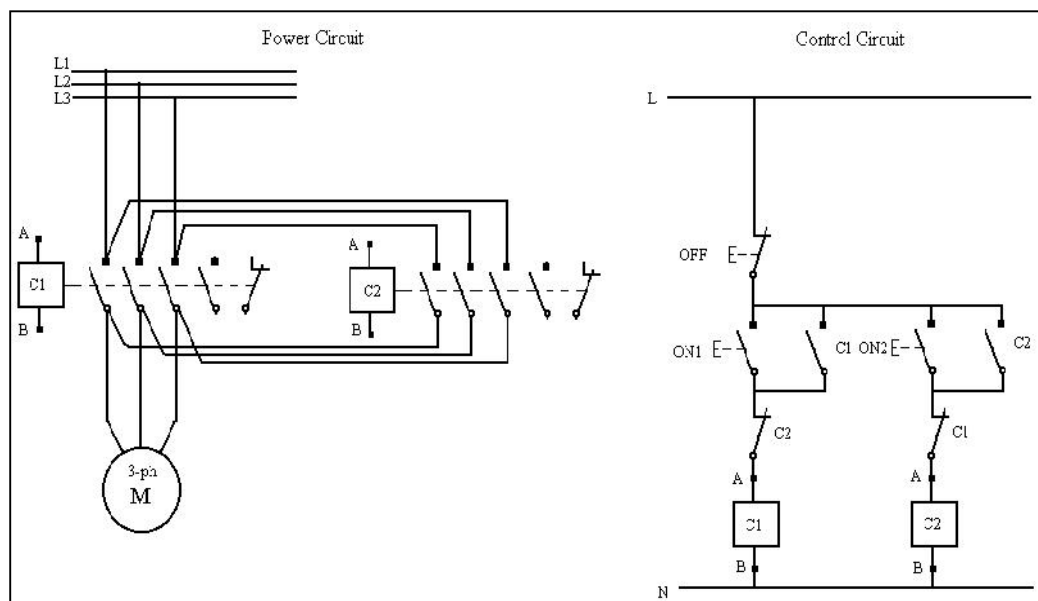 Power Circuit
Control Circuit
L1
L2
L3
L
A
C1
B
A
C2
B
OFF
ON1
C1
ON2
C2
C2
C1
A
A
C1
C2
B
B
N
3-ph
M